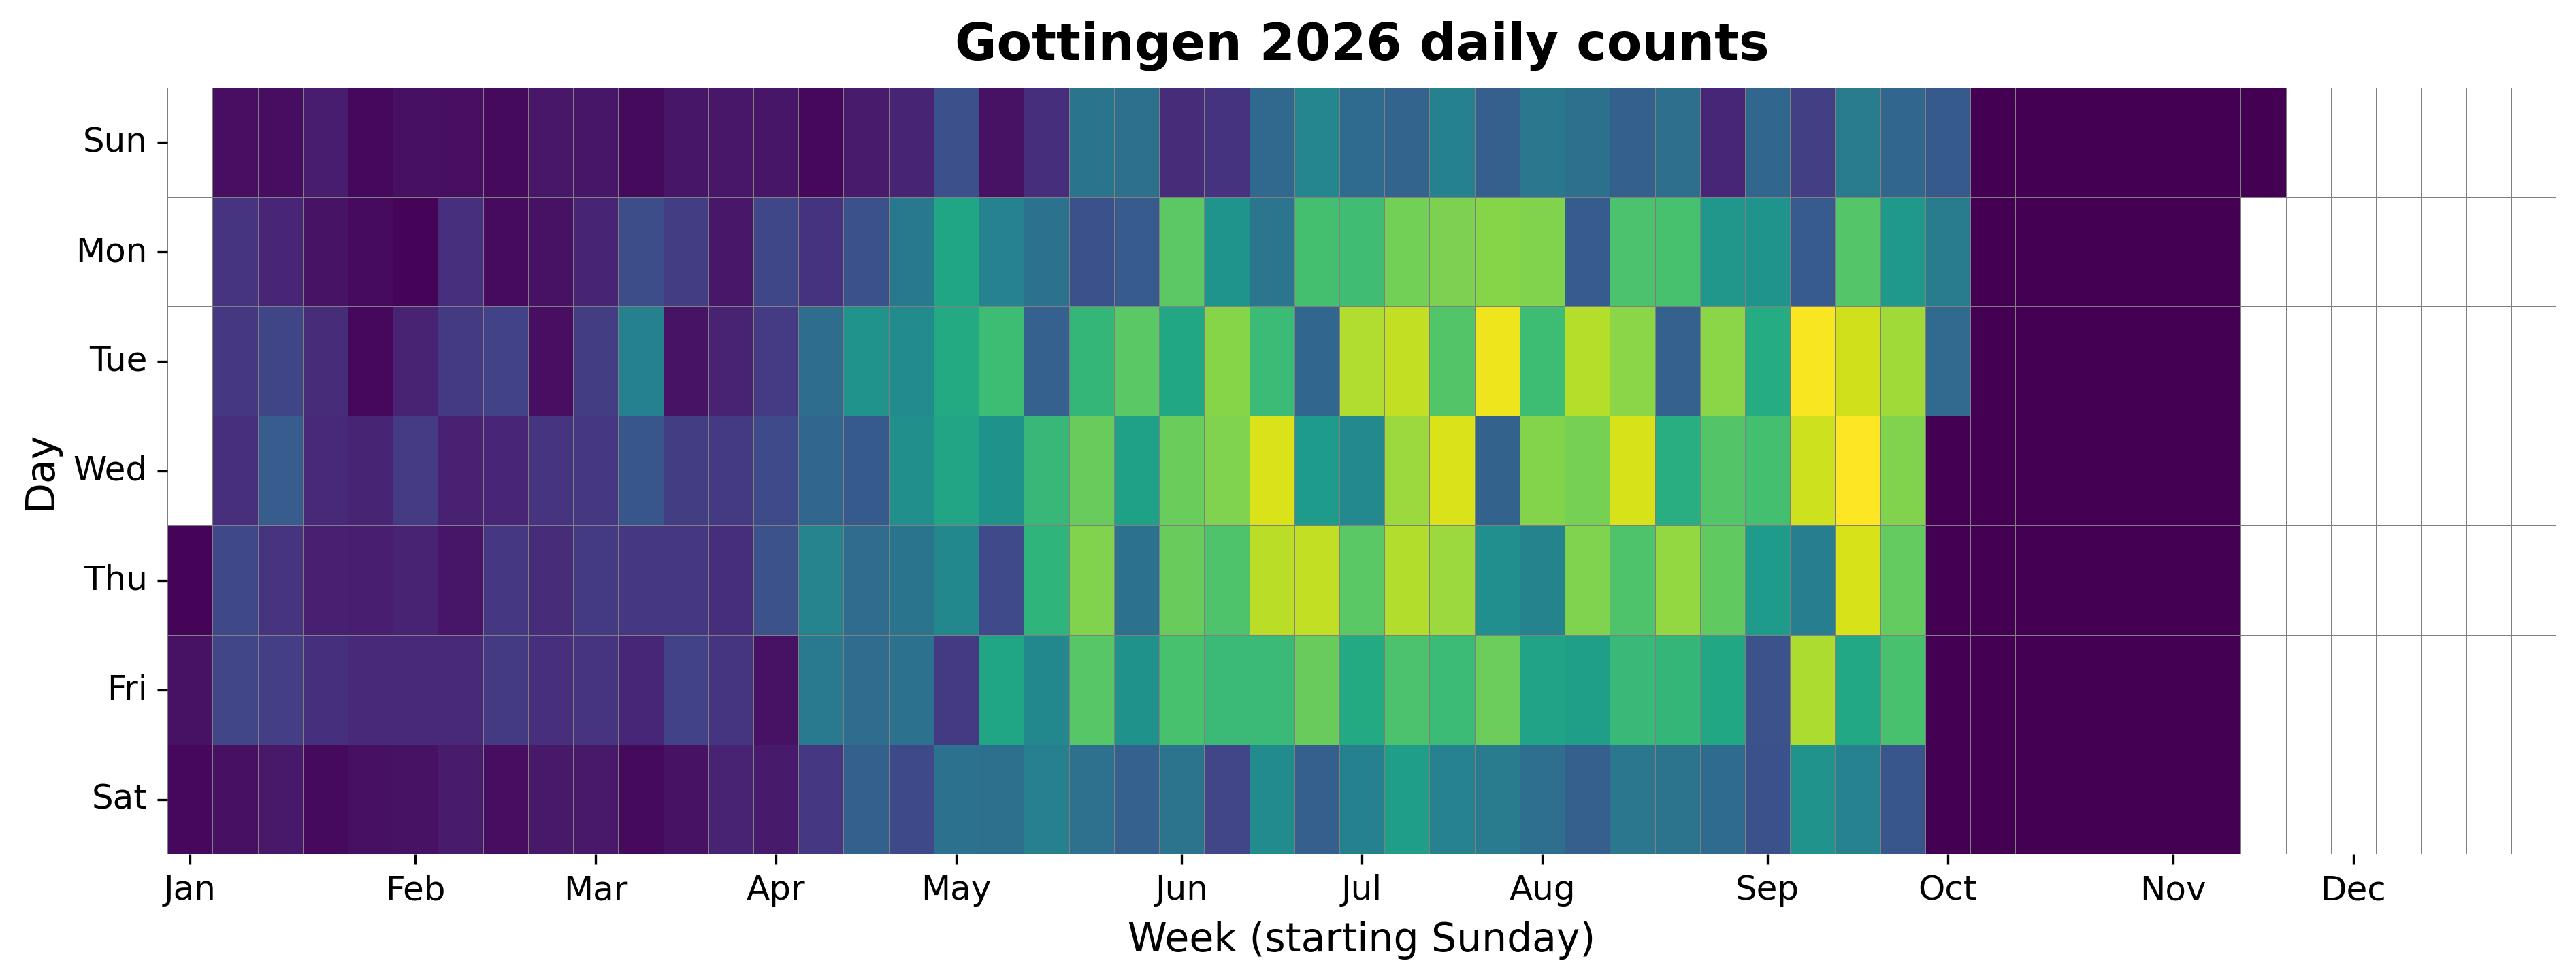 Gottingen 2026 daily counts
Sun
Mon
Tue
Wed
Thu
Fri
Sat
Day
Jan Feb Mar Apr May Jun Jul Aug Sep Oct Nov Dec
Week (starting Sunday)